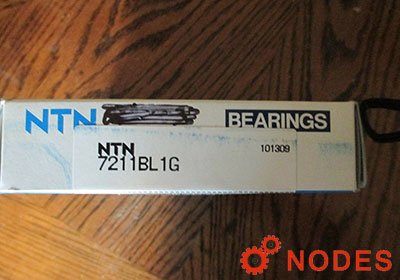 NTN BEARINGS
NTN
7211BL1G 101309
NODES